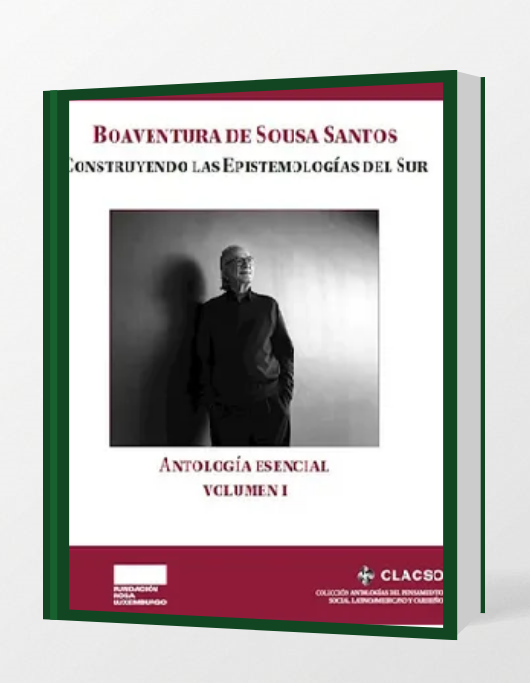 BOAVENTURA DE SOUSA SANTOS
CONSTRUYENDO LAS EPISTEMOLOGÍAS DEL SUR
ANTOLOGÍA ESENCIAL
VOLUMEN I
FUNDACIÓN
ROSA
LUXEMBURGO
CLACSO
COLECCIÓN ANTOLOGÍAS DEL PENSAMIENTO
SOCIAL LATINOAMERICANO Y CARIBEÑO